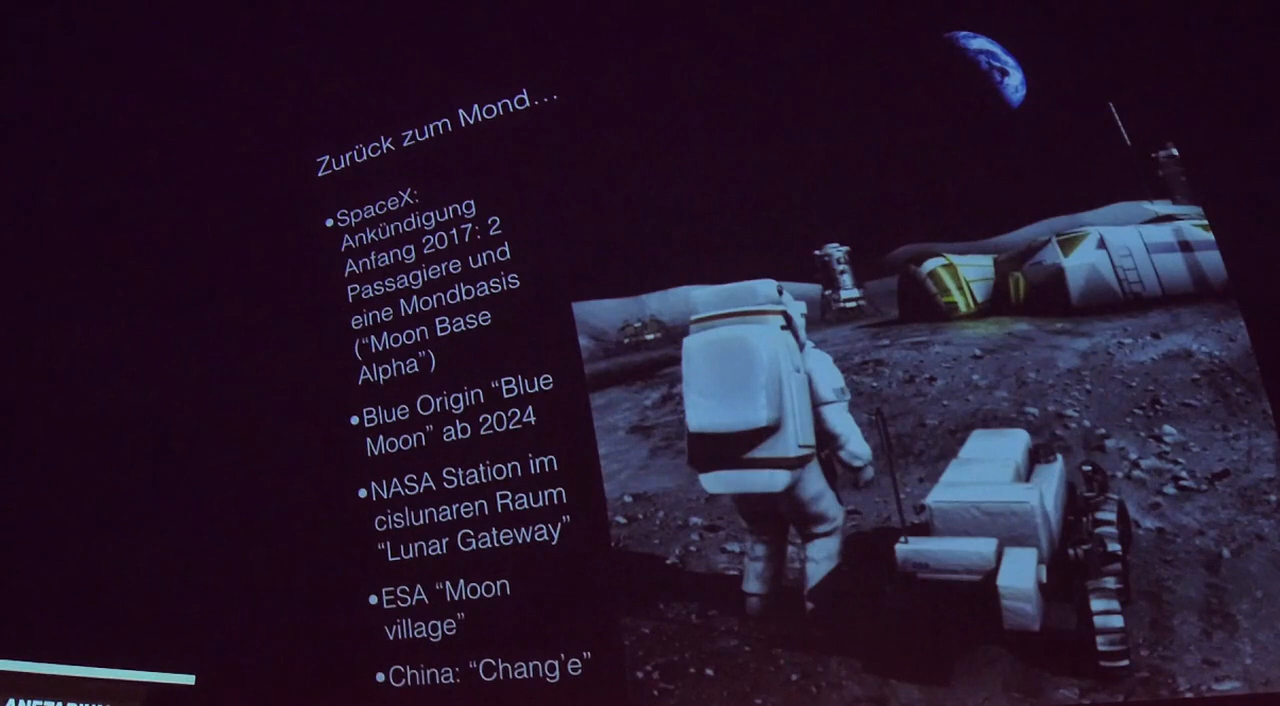 Zurück zum Mond…
•SpaceX:
Ankündigung
Anfang 2017: 2
Passagiere und
eine Mondbasis
(“Moon Base
Alpha”)
•Blue Origin “Blue
Moon” ab 2024
•NASA Station im
cislunaren Raum
“Lunar Gateway”
•ESA “Moon
village”
•China: “Chang’e”